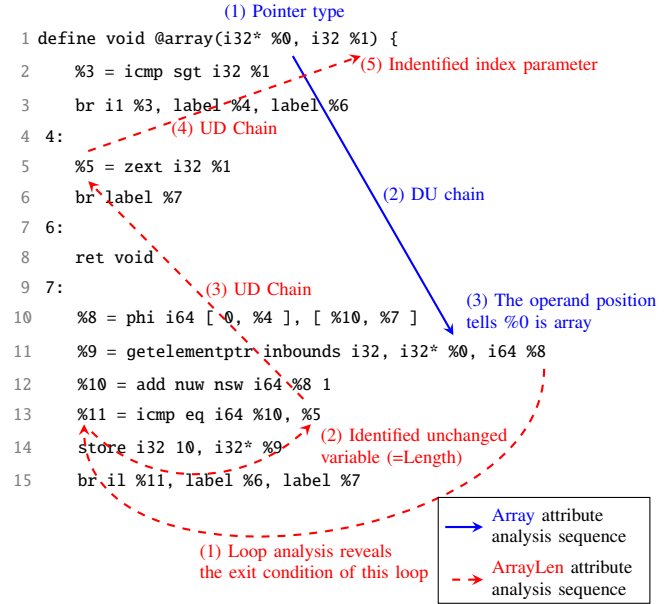 (1) Pointer type
1 define void @array(i32* %0, i32 %1) {
2 %3 = icmp sgt i32 %1
(5) Indentified index parameter
3 br i1 %3, label %4, label %6
(4) UD Chain
4 4:
5 %5 = zext i32 %1
6 br label %7
(2) DU chain
7 6:
8 ret void
9 7:
(3) UD Chain
(3) The operand position
tells %0 is array
10 %8 = phi i64 [ 0, %4 ], [ %10, %7 ]
11 %9 = getelementptr inbounds i32, i32* %0, i64 %8
12 %10 = add nuw nsw i64 %8 1
13 %11 = icmp eq i64 %10, %5
(2) Identified unchanged
variable (=Length)
14 store i32 10, i32* %9
15 br il %11, label %6, label %7
(1) Loop analysis reveals
the exit condition of this loop
Array attribute
analysis sequence
ArrayLen attribute
analysis sequence